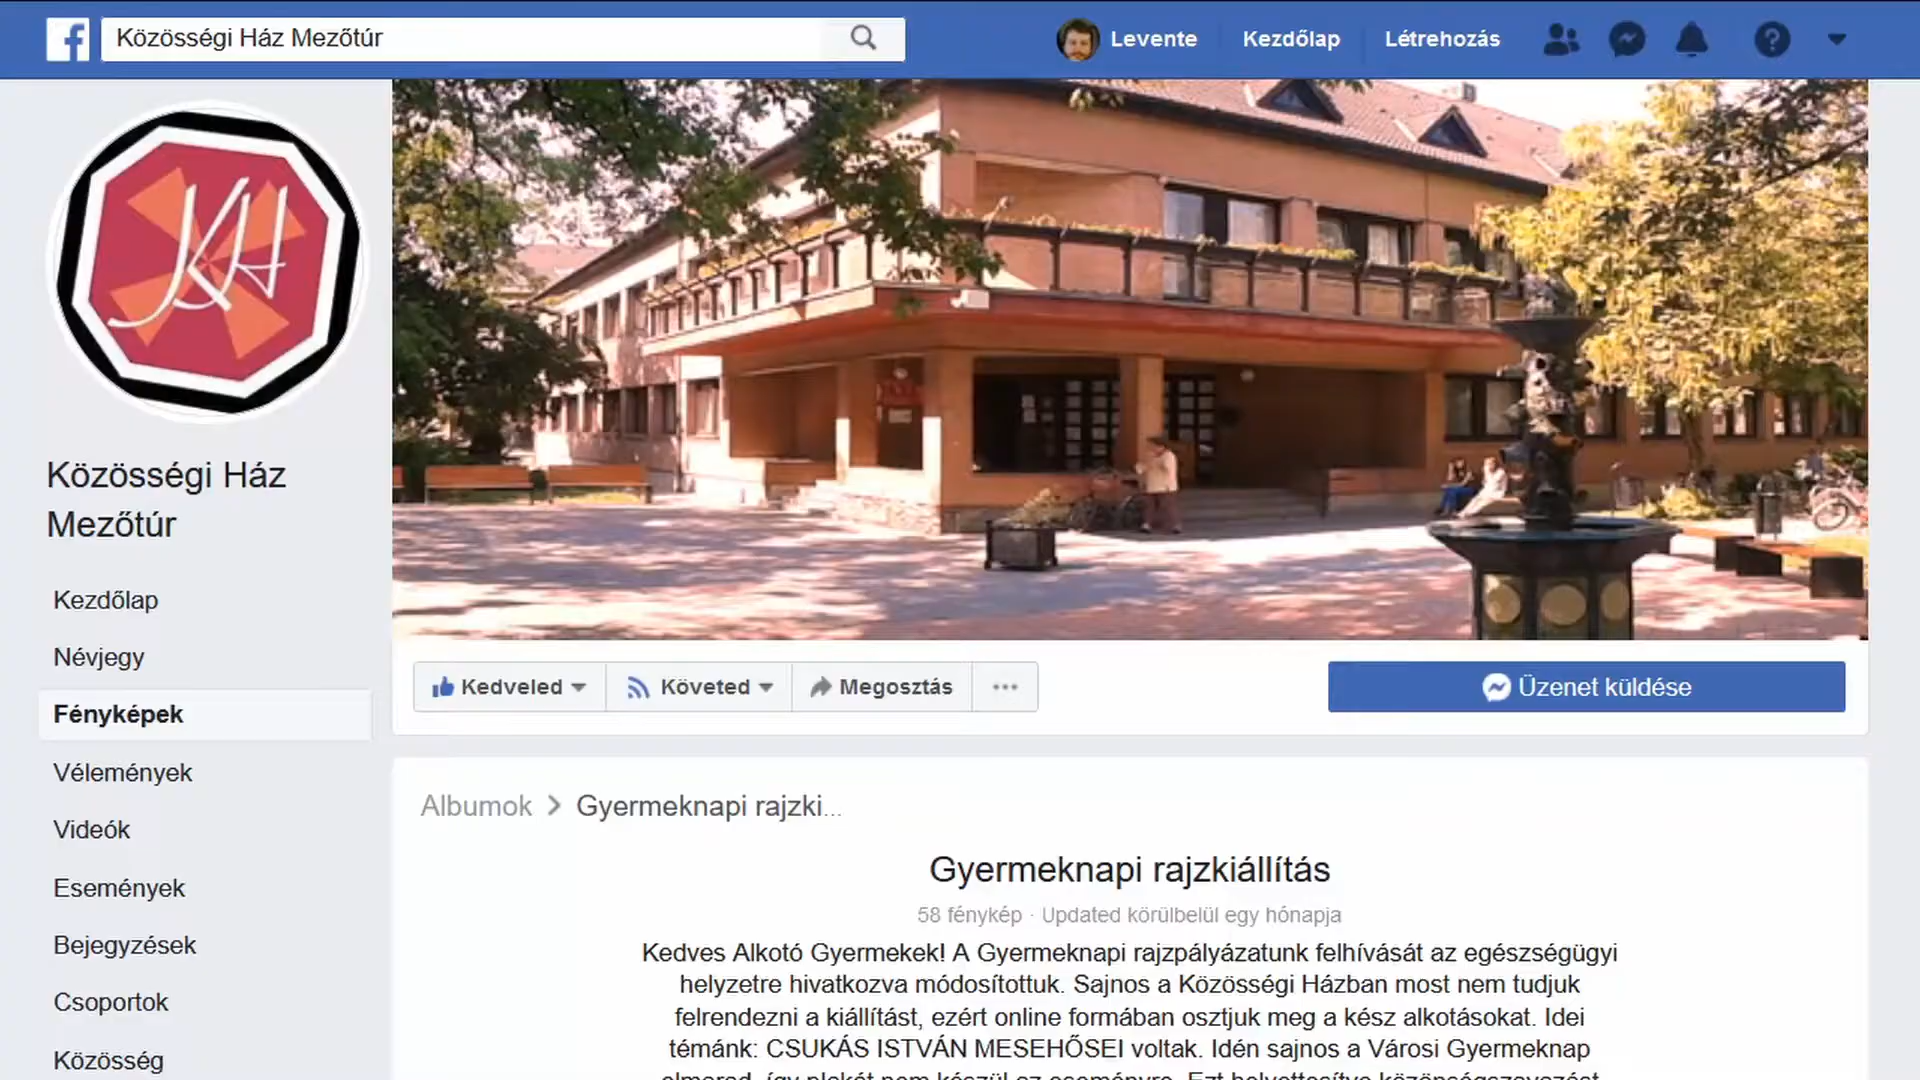 Közösségi Ház Mezőtúr
Levente
Kezdőlap
Létrehozás
KH
Közösségi Ház
Mezőtúr
Kezdőlap
Névjegy
Fényképek
Vélemények
Videók
Események
Bejegyzések
Csoportok
Közösség
Kedveled
Követed
Megosztás
Üzenet küldése
Albumok > Gyermeknapi rajzki...
Gyermeknapi rajzkiállítás
58 fénykép · Updated körülbelül egy hónapja
Kedves Alkotó Gyermekek! A Gyermeknapi rajzpályázatunk felhívását az egészségügyi
helyzetre hivatkozva módosítottuk. Sajnos a Közösségi Házban most nem tudjuk
felrendezni a kiállítást, ezért online formában osztjuk meg a kész alkotásokat. Idei
témánk: CSUKÁS ISTVÁN MESEHŐSEI voltak. Idén sajnos a Városi Gyermeknap